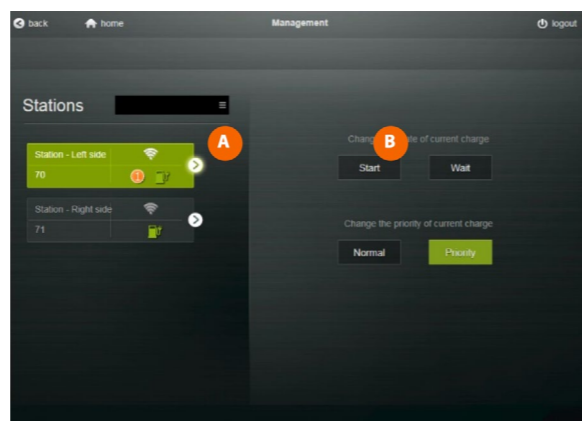 back
home
Management
logout
Stations
A
Station - Left side
70
Station - Right side
71
B
Change de of current charge
Start
Wait
Change the priority of current charge
Normal
Priority